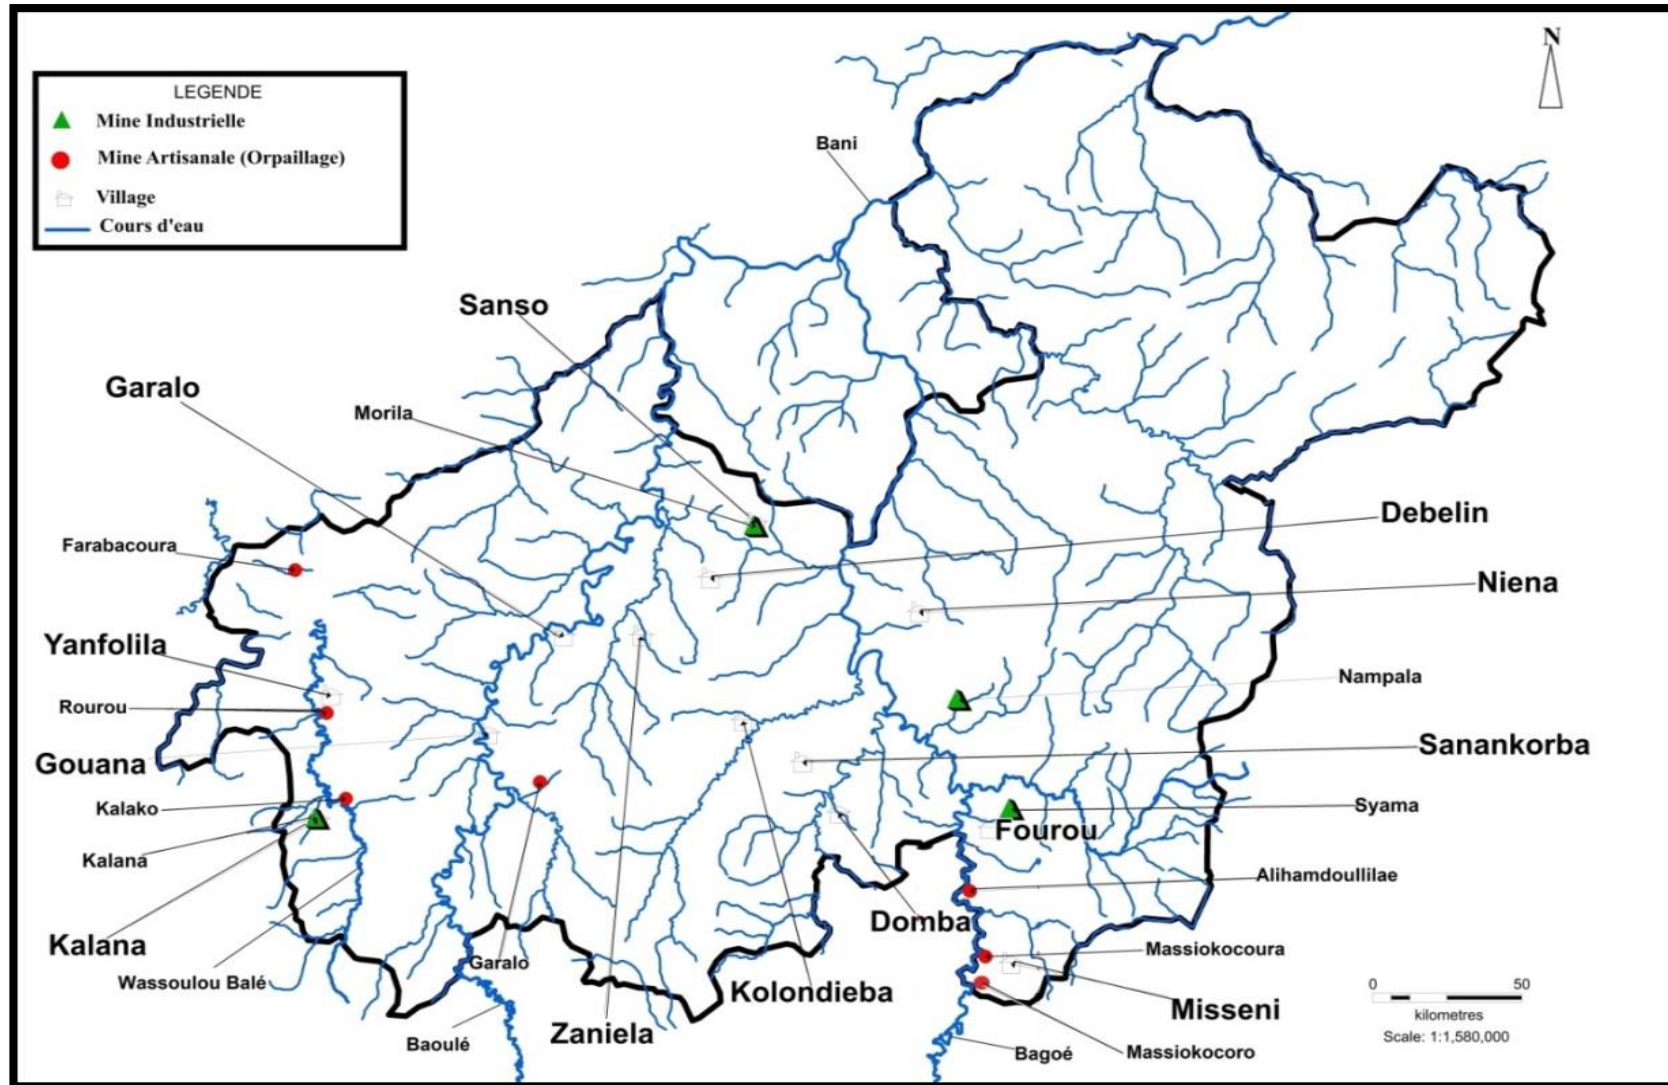 N
LEGENDE
Mine Industrielle
Mine Artisanale (Orpaillage)
Village
Cours d'eau
Bani
Sanso
Garalo
Morila
Debelin
Farabacoura
Niena
Yanfolila
Nampala
Rourou
Sanankorba
Gouana
Kalako
Syama
Fourou
Kalana
Alihamdoullilae
Domba
Kalana
Massiokocoura
Garalo
Wassoulou Balé
Kolondieba
Misseni
0 50
kilometres
Scale: 1:1,580,000
Zaniela
Baoulé
Bagoé
Massiokocoro